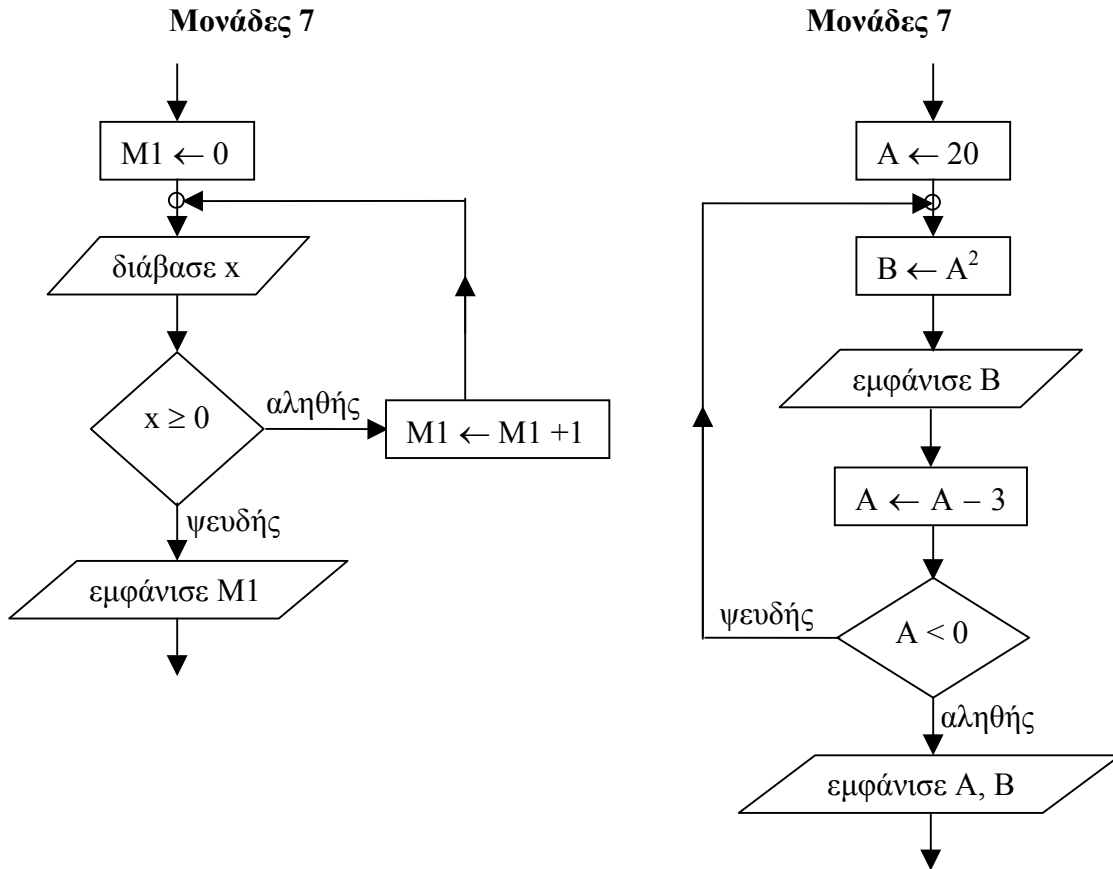 Μονάδες 7
M1 ← 0
διάβασε x
x ≥ 0
αληθής
M1 ← M1 +1
ψευδής
εμφάνισε M1
Μονάδες 7
A ← 20
B ← A²
εμφάνισε B
A ← A – 3
ψευδής
A < 0
αληθής
εμφάνισε A, B